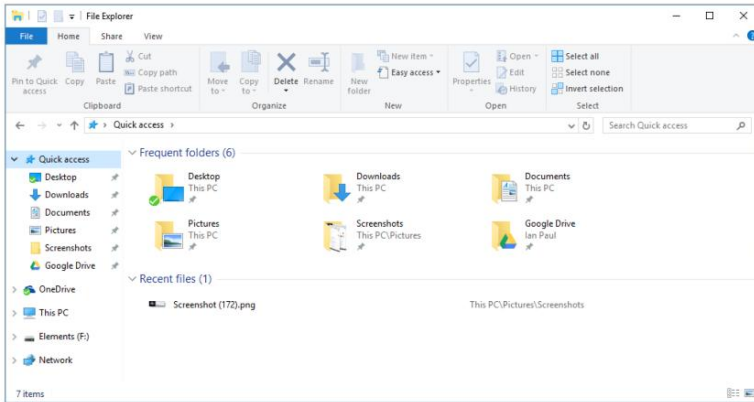 File Explorer
File Home Share View
Pin to Quick access
Copy
Paste
Cut
Copy path
Paste shortcut
Clipboard
Move to
Copy to
Delete
Rename
Organize
New folder
New item
Easy access
New
Properties
Open
Edit
History
Open
Select all
Select none
Invert selection
Select
Quick access
Search Quick access
Quick access
Desktop
Downloads
Documents
Pictures
Screenshots
Google Drive
OneDrive
This PC
Elements (F:)
Network
Frequent folders (6)
Desktop
This PC
Downloads
This PC
Documents
This PC
Pictures
This PC
Screenshots
This PC\Pictures
Google Drive
Ian Paul
Recent files (1)
Screenshot (172).png This PC\Pictures\Screenshots
7 items